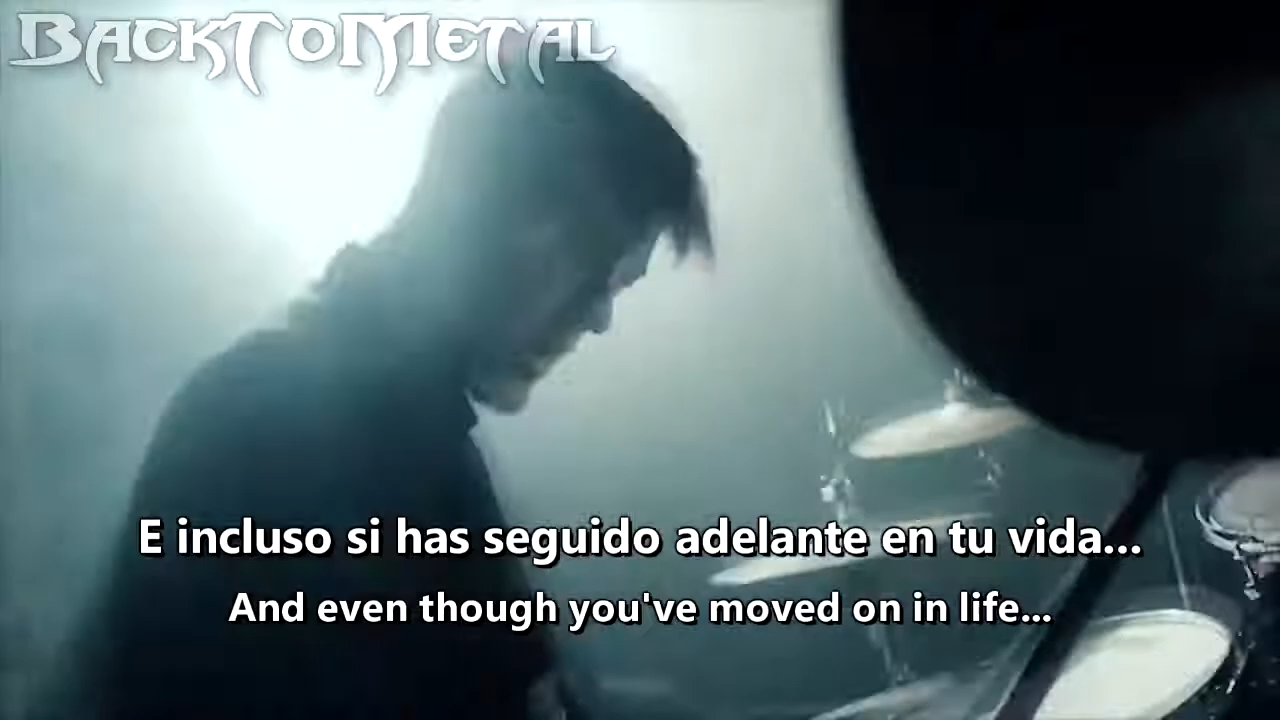 BackToMetal
E incluso si has seguido adelante en tu vida...
And even though you've moved on in life...